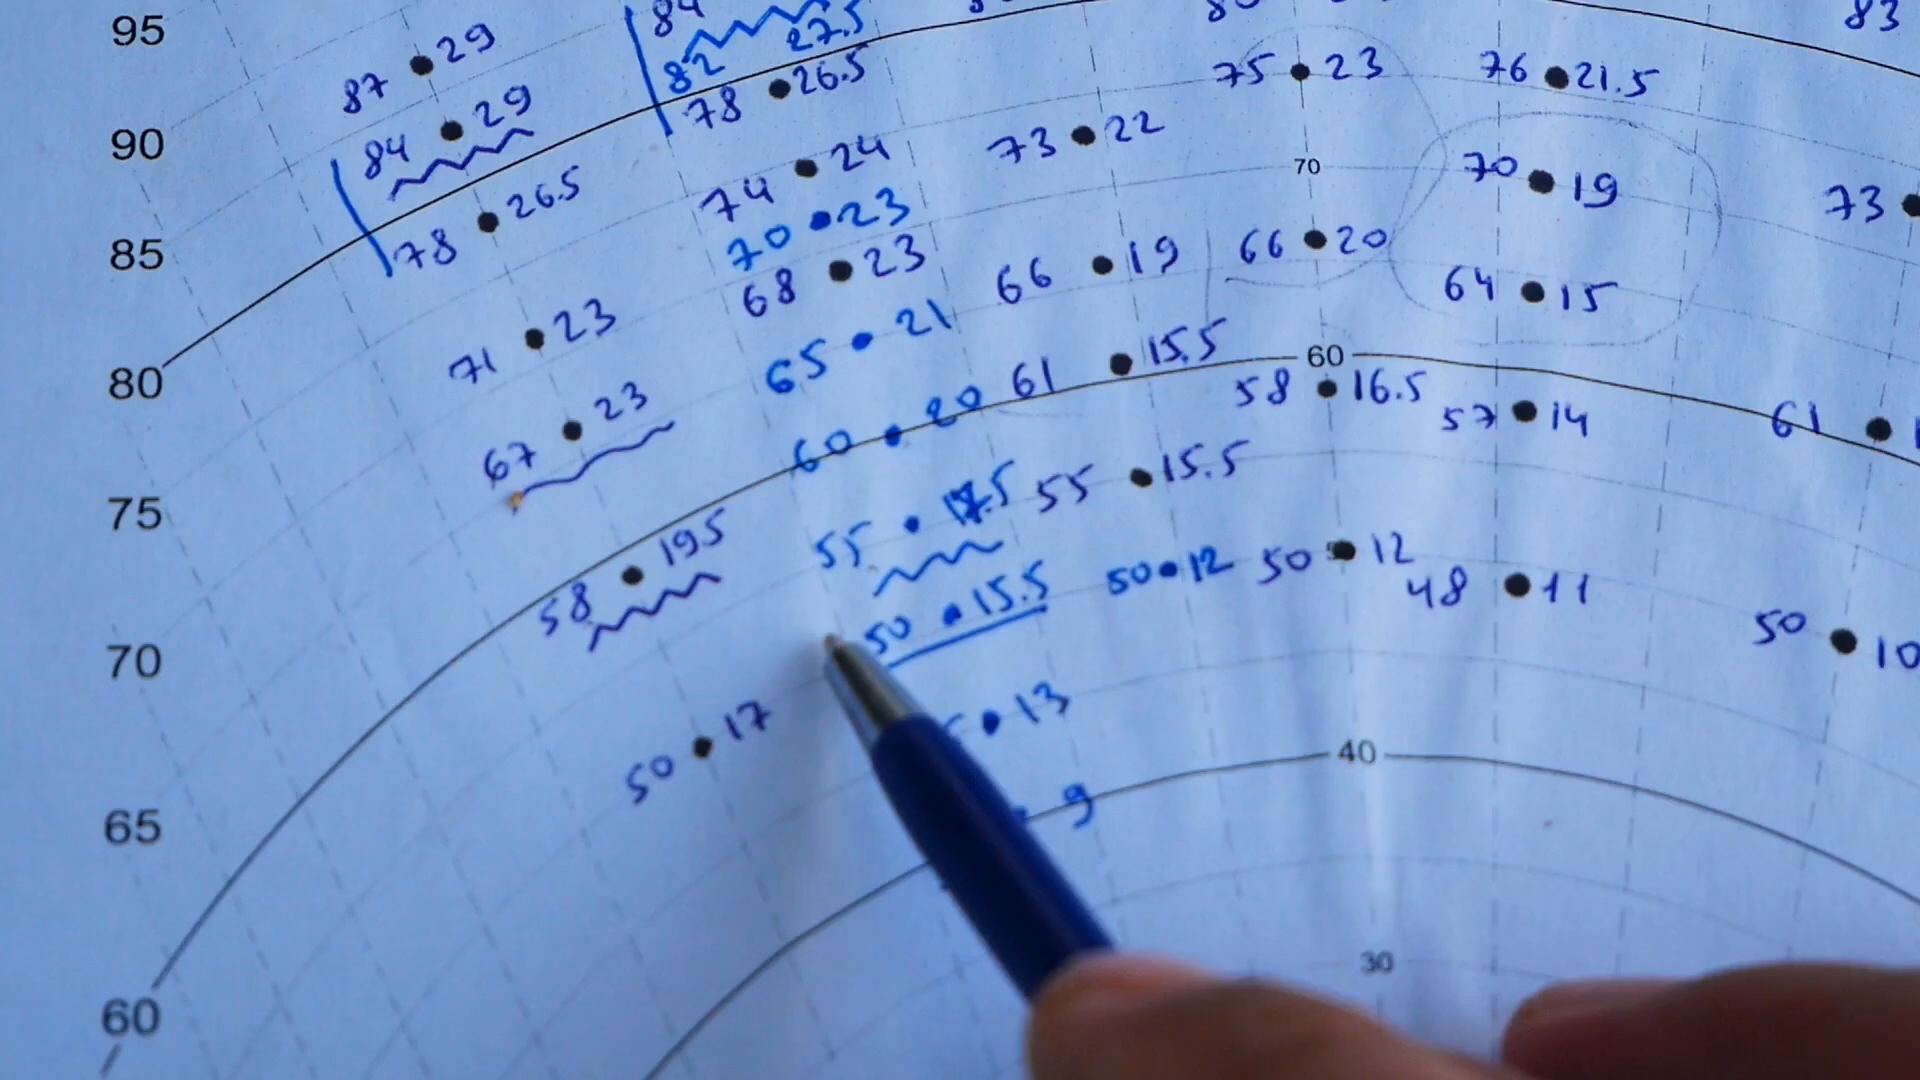 95
90
85
80
75
70
65
60
87 • 29
84 • 29
78 • 26.5
71 • 23
67 • 23
58 • 19.5
50 • 17
84
82 27.5
78 • 26.5
74 • 24
70 • 23
68 • 23
65 • 21
60 • 20
55 • 17.5
50 • 15.5
• 13
9
73 • 22
66 • 19
61 • 15.5
55 • 15.5
50 • 12
75 • 23
70
66 • 20
60
58 • 16.5
50 • 12
40
30
76 • 21.5
70 • 19
64 • 15
57 • 14
48 • 11
83
73 •
61 •
50 • 10